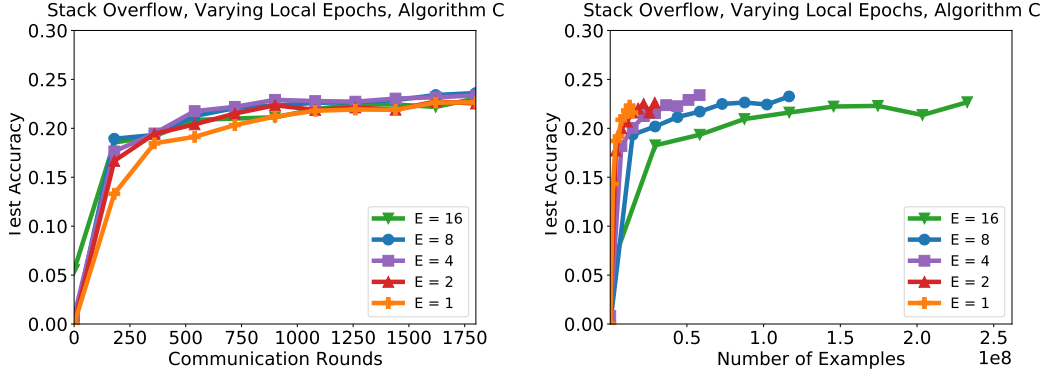 Stack Overflow, Varying Local Epochs, Algorithm C
0.30
0.25
0.20
0.15
0.10
0.05
0.00
Test Accuracy
0 250 500 750 1000 1250 1500 1750
Communication Rounds
E = 16
E = 8
E = 4
E = 2
E = 1
Stack Overflow, Varying Local Epochs, Algorithm C
0.30
0.25
0.20
0.15
0.10
0.05
0.00
Test Accuracy
0.5 1.0 1.5 2.0 2.5
1e8
Number of Examples
E = 16
E = 8
E = 4
E = 2
E = 1